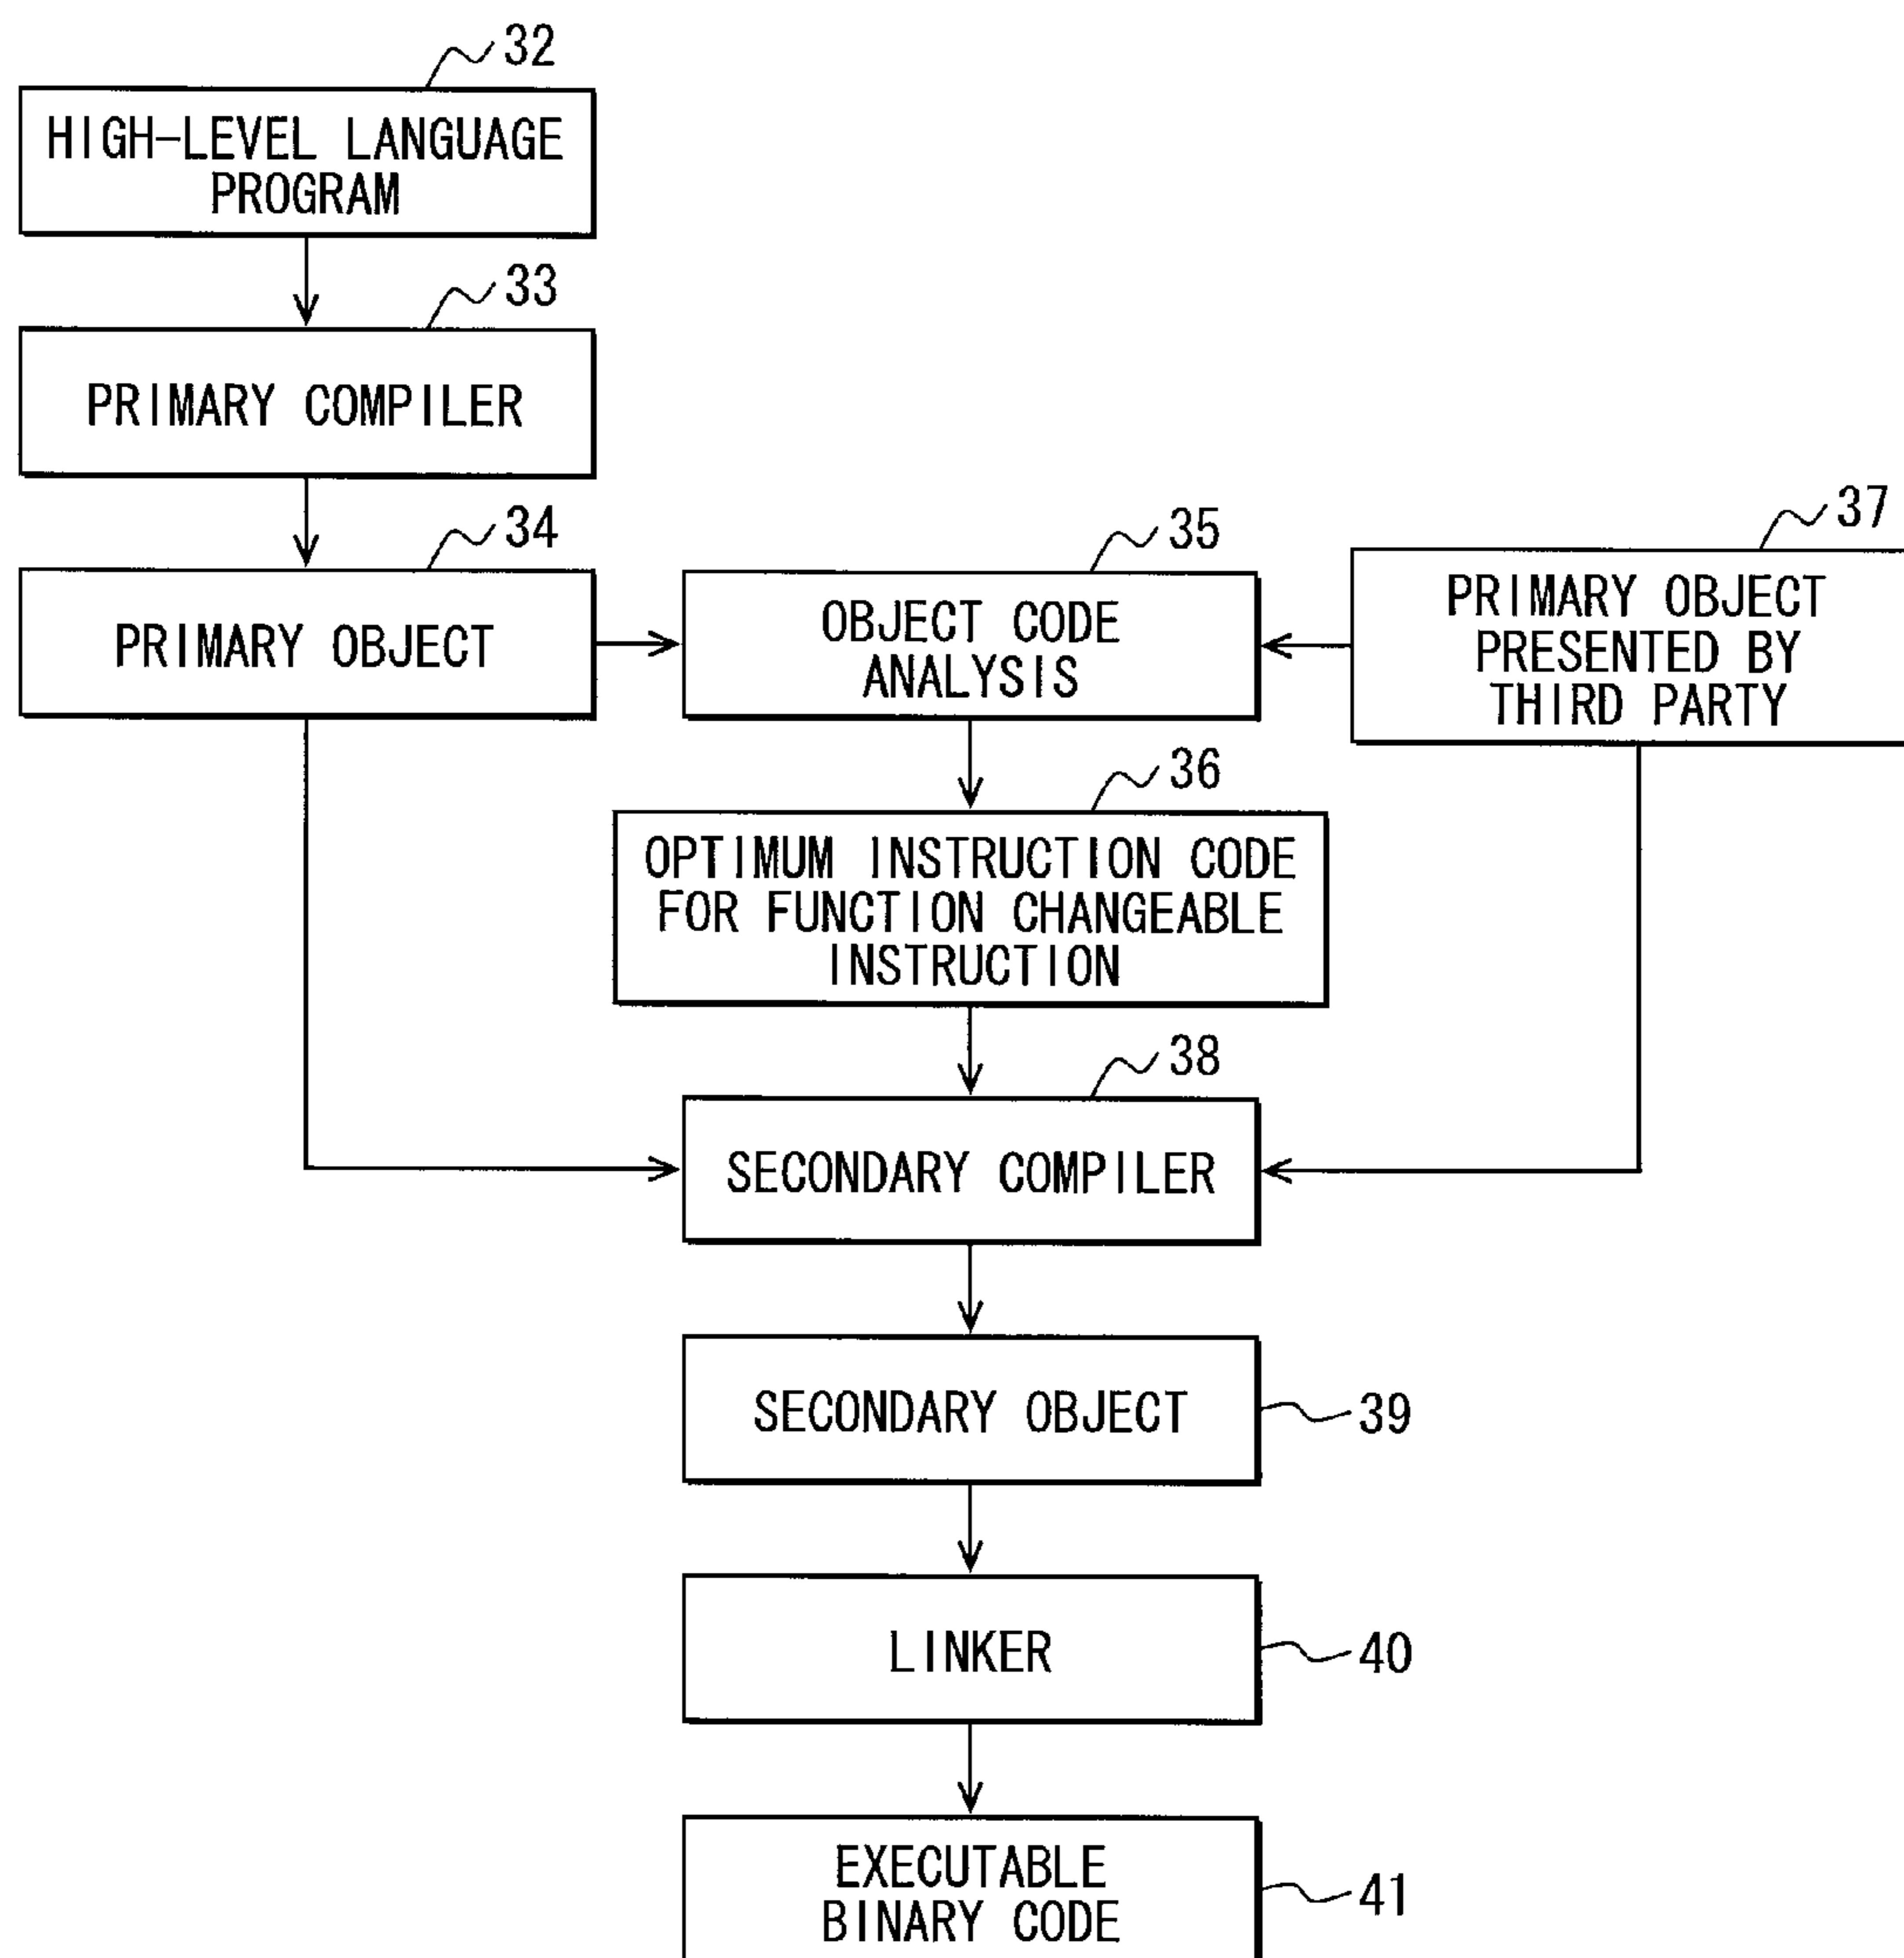 32
HIGH-LEVEL LANGUAGE
PROGRAM
33
PRIMARY COMPILER
34
PRIMARY OBJECT
35
OBJECT CODE
ANALYSIS
37
PRIMARY OBJECT
PRESENTED BY
THIRD PARTY
36
OPTIMUM INSTRUCTION CODE
FOR FUNCTION CHANGEABLE
INSTRUCTION
38
SECONDARY COMPILER
SECONDARY OBJECT
39
LINKER
40
EXECUTABLE
BINARY CODE
41